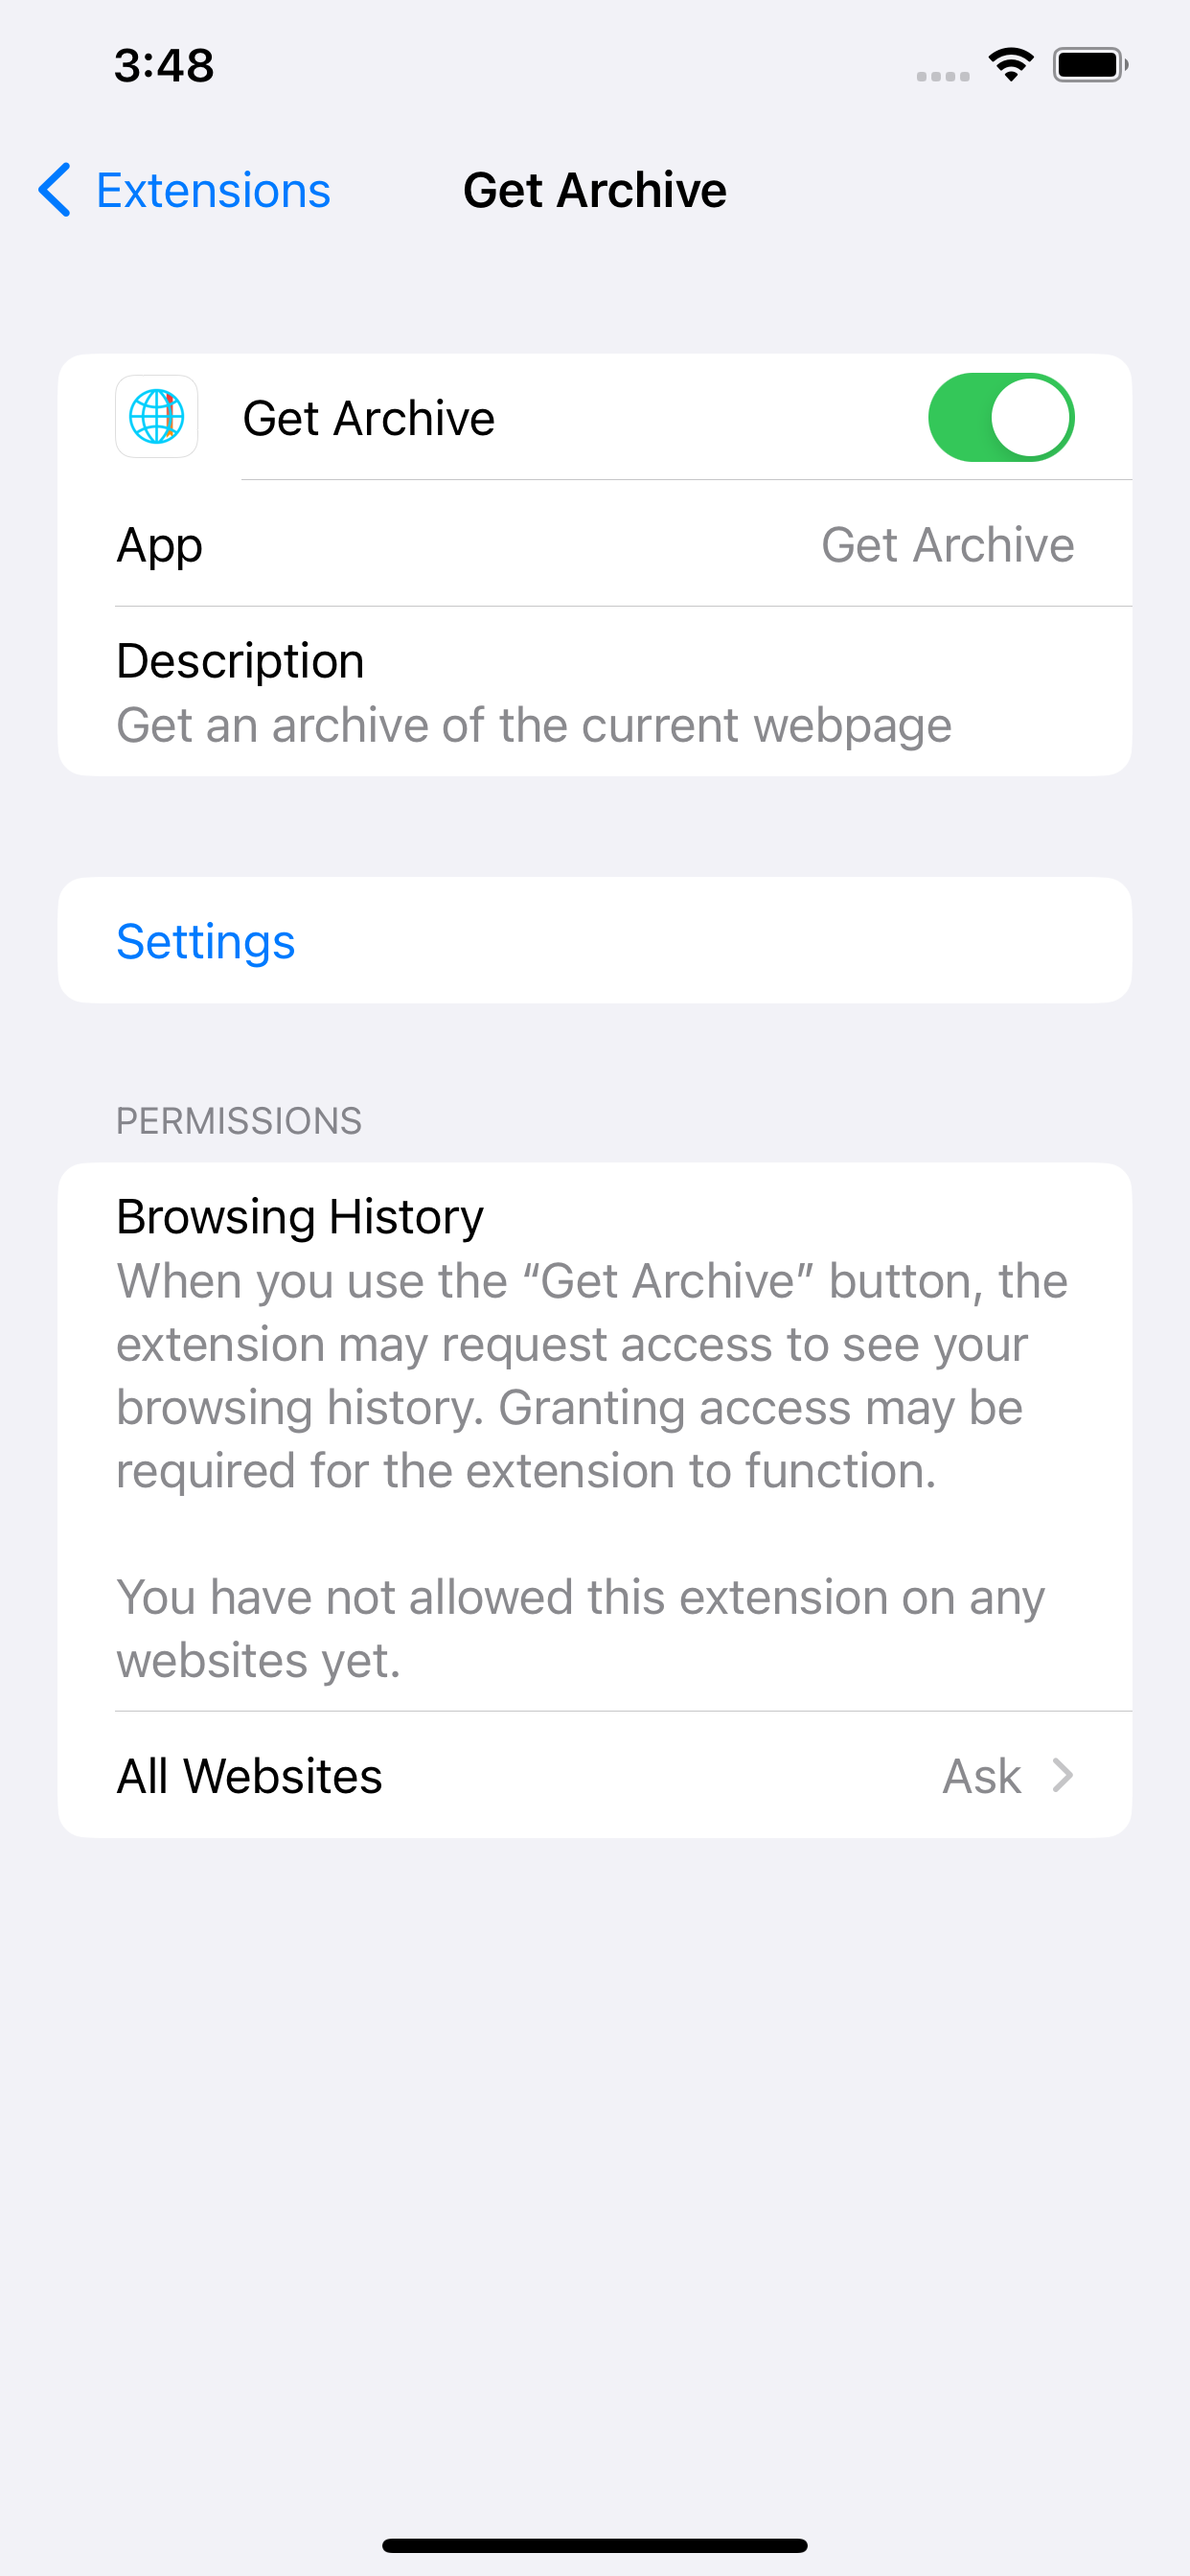 3:48
Extensions
Get Archive
Get Archive
App
Get Archive
Description
Get an archive of the current webpage
Settings
PERMISSIONS
Browsing History
When you use the “Get Archive” button, the
extension may request access to see your
browsing history. Granting access may be
required for the extension to function.
You have not allowed this extension on any
websites yet.
All Websites
Ask